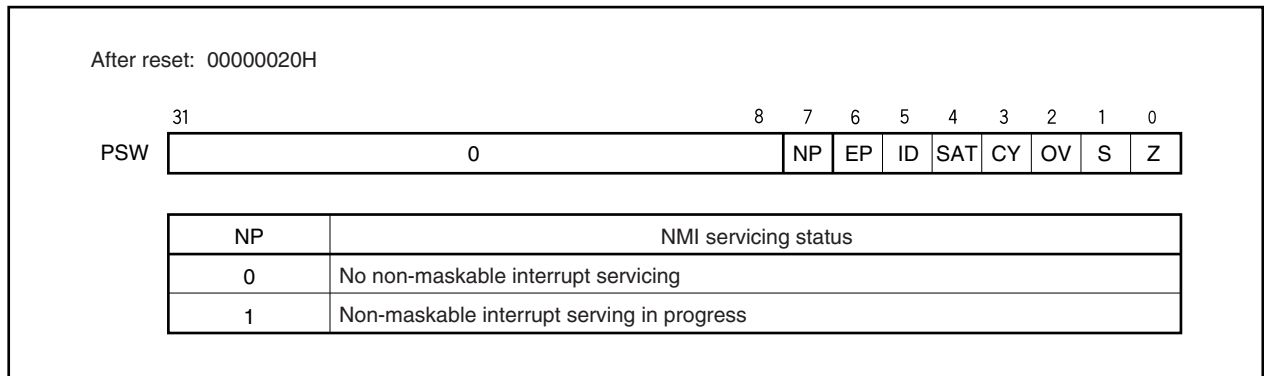 After reset: 00000020H
31 8 7 6 5 4 3 2 1 0
PSW 0 NP EP ID SAT CY OV S Z
NP NMI servicing status
0 No non-maskable interrupt servicing
1 Non-maskable interrupt serving in progress